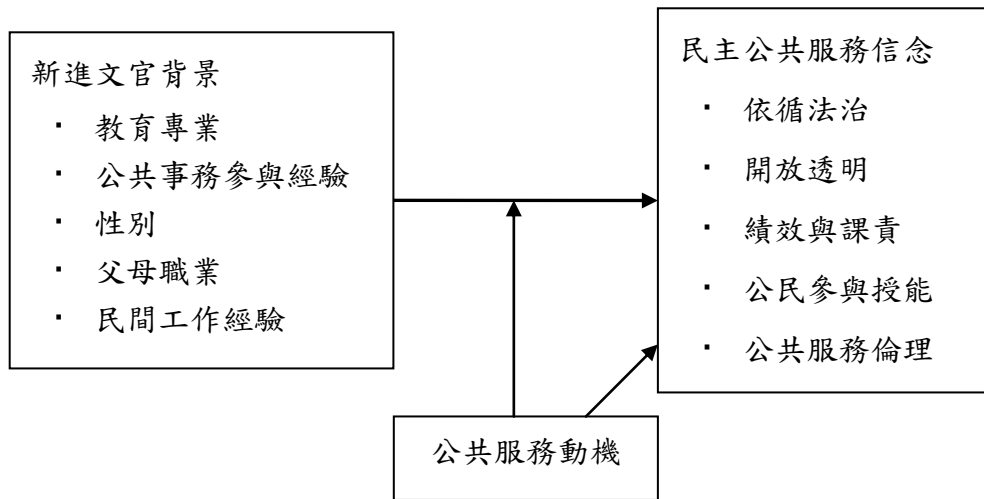 新進文官背景
· 教育專業
· 公共事務參與經驗
· 性別
· 父母職業
· 民間工作經驗
民主公共服務信念
· 依循法治
· 開放透明
· 績效與課責
· 公民參與授能
· 公共服務倫理
公共服務動機